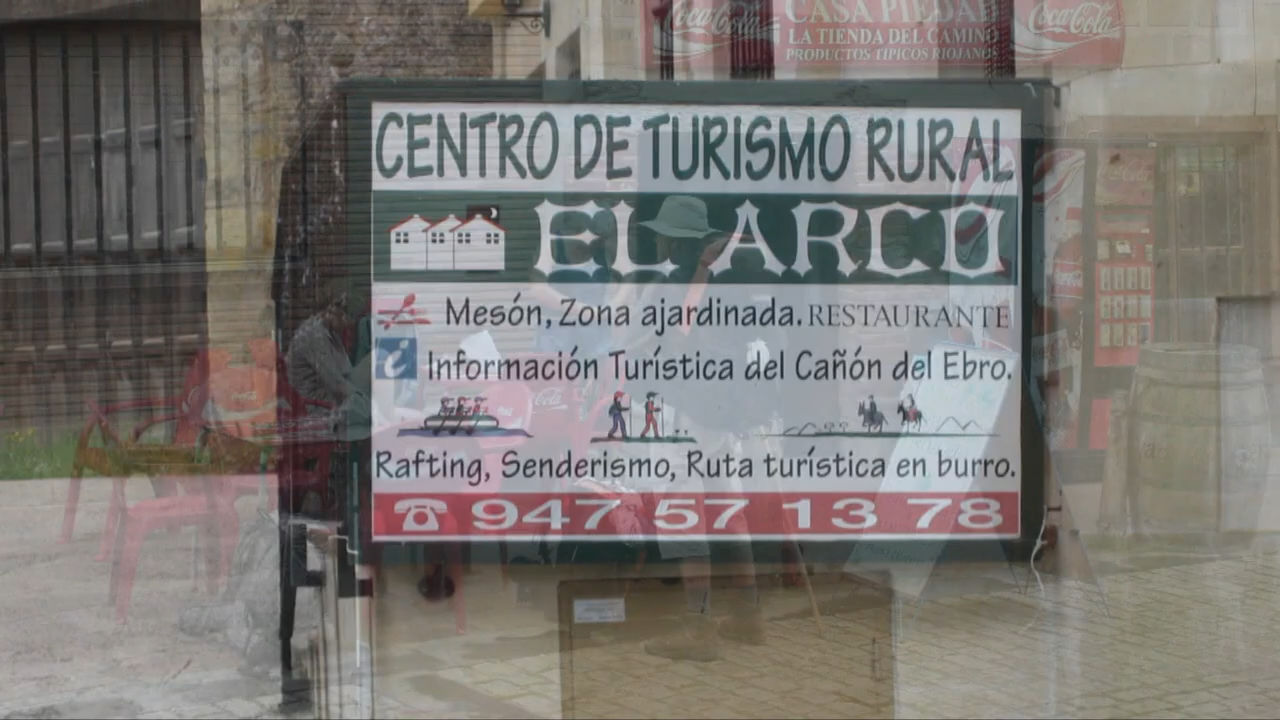 Coca-Cola
CASA PIEDAD
Coca-Cola
LA TIENDA DEL CAMINO
PRODUCTOS TIPICOS RIOJANOS
CENTRO DE TURISMO RURAL
EL ARCO
Mesón, Zona ajardinada. RESTAURANTE
i Información Turística del Cañón del Ebro.
Rafting, Senderismo, Ruta turística en burro.
947 57 13 78